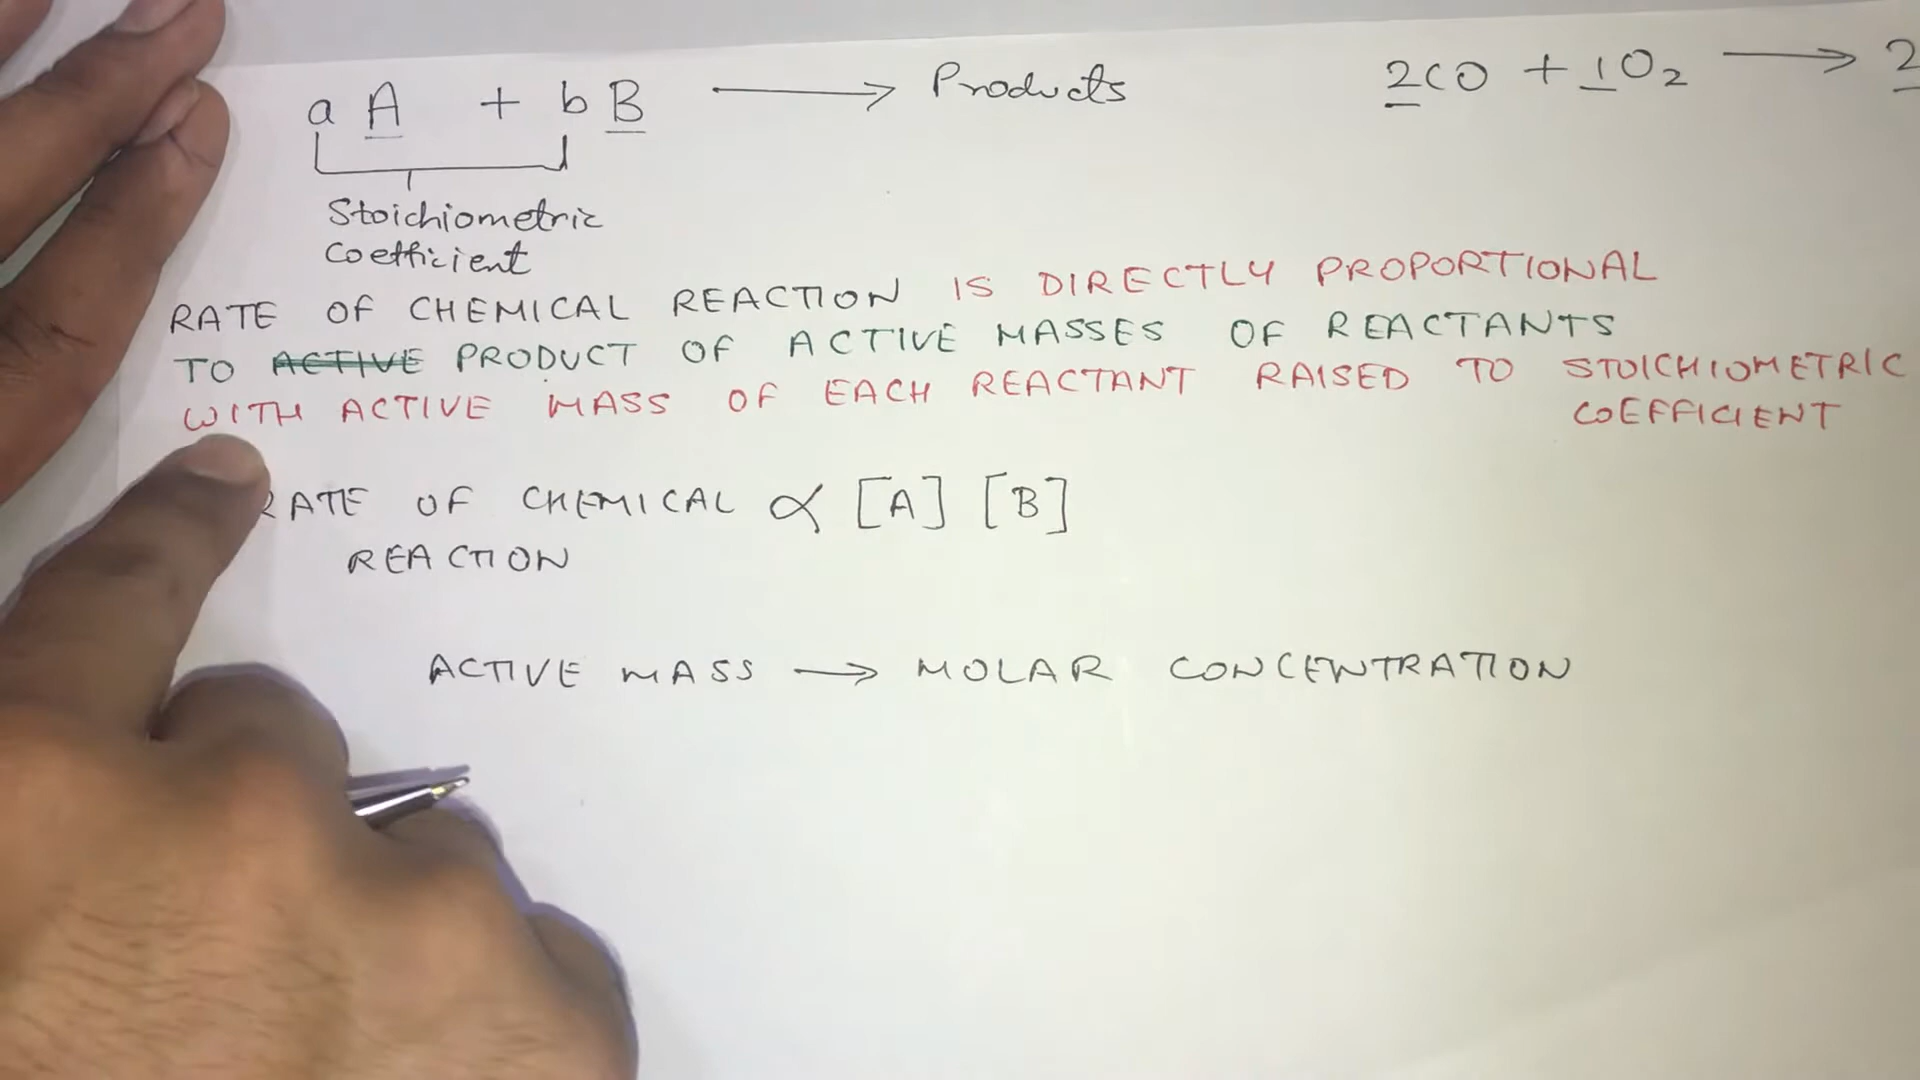 a A + b B → Products
2CO + 1O₂ → 2
Stoichiometric
Coefficient
RATE OF CHEMICAL REACTION IS DIRECTLY PROPORTIONAL
TO ACTIVE PRODUCT OF ACTIVE MASSES OF REACTANTS
WITH ACTIVE MASS OF EACH REACTANT RAISED TO STOICHIOMETRIC
COEFFICIENT
RATE OF CHEMICAL ∝ [A] [B]
REACTION
ACTIVE MASS → MOLAR CONCENTRATION